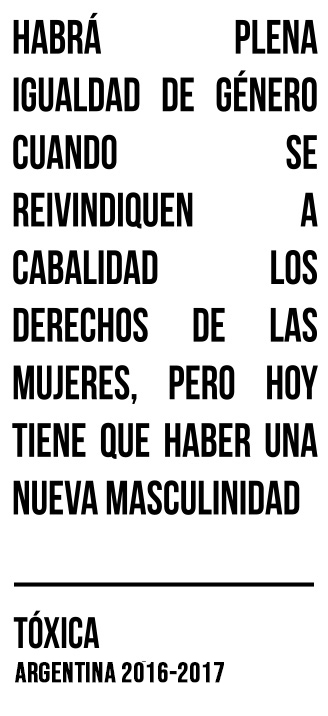 HABRÁ PLENA
IGUALDAD DE GÉNERO
CUANDO SE
REIVINDIQUEN A
CABALIDAD LOS
DERECHOS DE LAS
MUJERES, PERO HOY
TIENE QUE HABER UNA
NUEVA MASCULINIDAD
TÓXICA
ARGENTINA 2016-2017